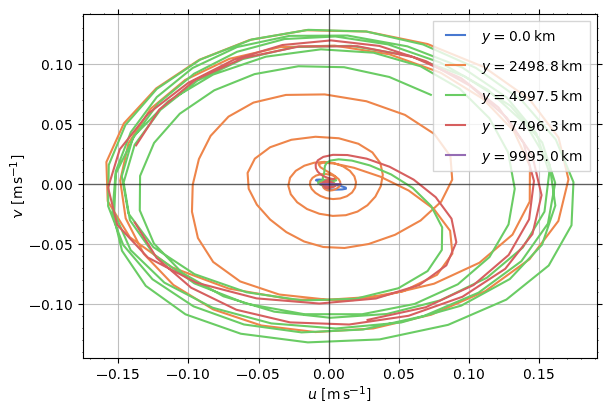 0.10
0.05
0.00
−0.05
−0.10
v [m s⁻¹]
−0.15 −0.10 −0.05 0.00 0.05 0.10 0.15
u [m s⁻¹]
y = 0.0 km
y = 2498.8 km
y = 4997.5 km
y = 7496.3 km
y = 9995.0 km